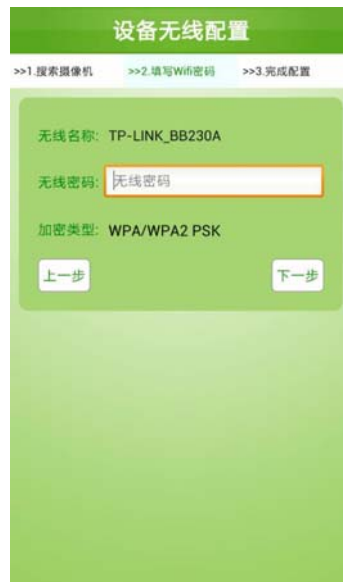 设备无线配置
>>1.搜索摄像机 >>2.填写Wifi密码 >>3.完成配置
无线名称: TP-LINK_BB230A
无线密码: 无线密码
加密类型: WPA/WPA2 PSK
上一步 下一步